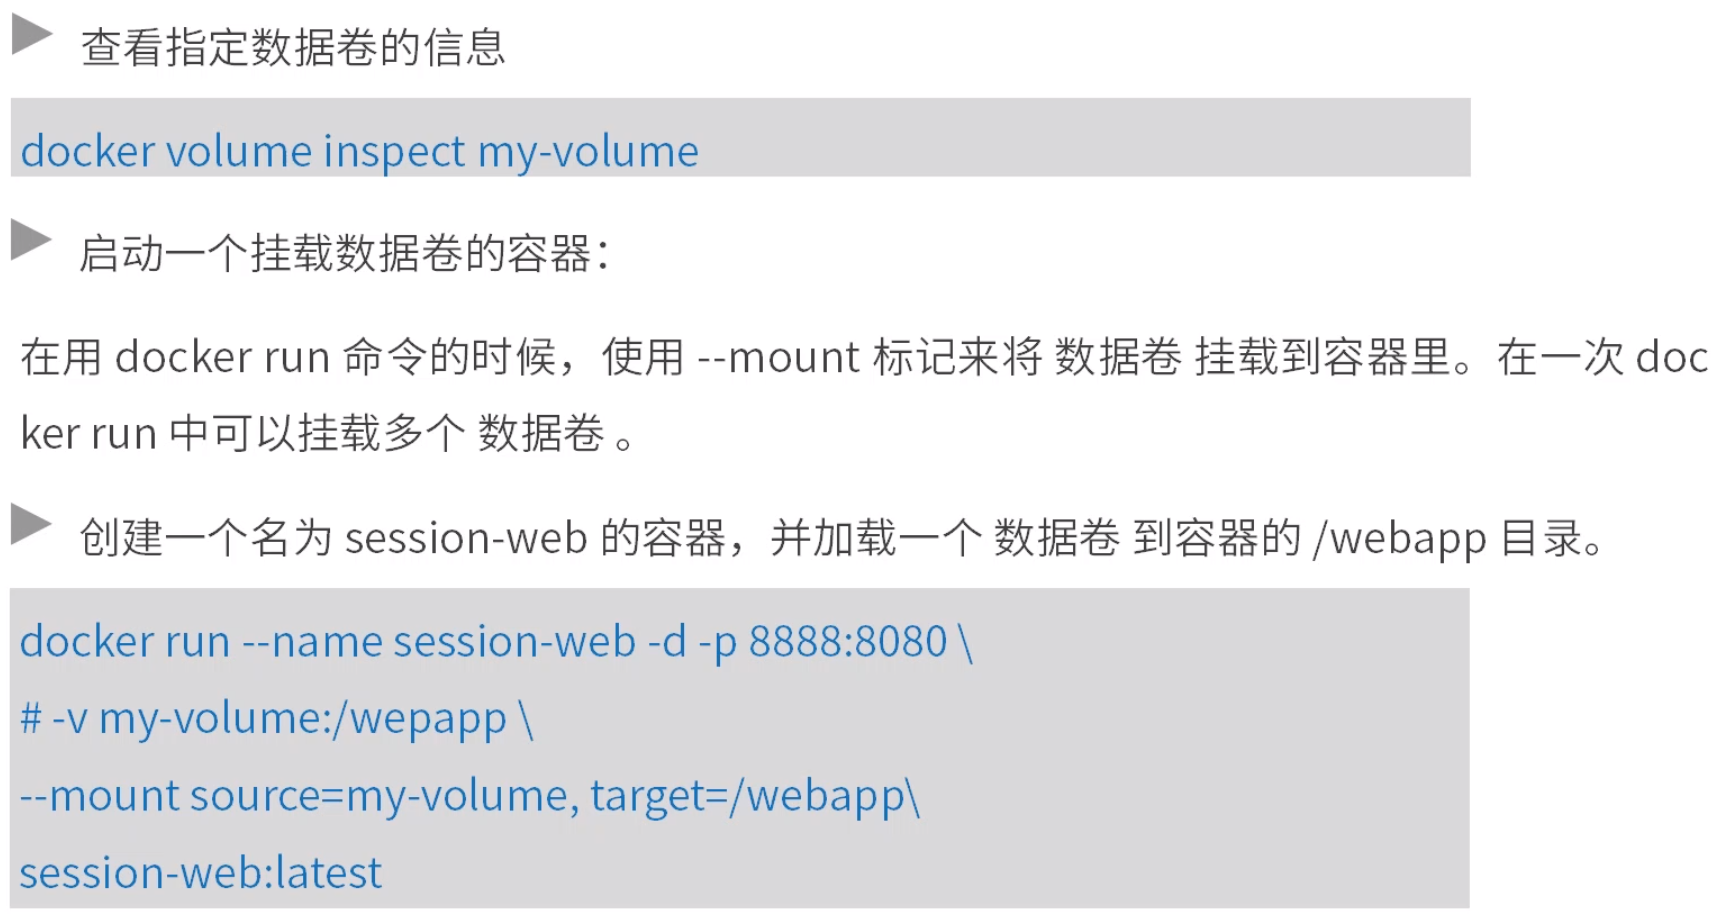 查看指定数据卷的信息
docker volume inspect my-volume
启动一个挂载数据卷的容器：
在用 docker run 命令的时候，使用 --mount 标记来将 数据卷 挂载到容器里。在一次 doc
ker run 中可以挂载多个 数据卷 。
创建一个名为 session-web 的容器，并加载一个 数据卷 到容器的 /webapp 目录。
docker run --name session-web -d -p 8888:8080 \
# -v my-volume:/wepapp \
--mount source=my-volume, target=/webapp\
session-web:latest